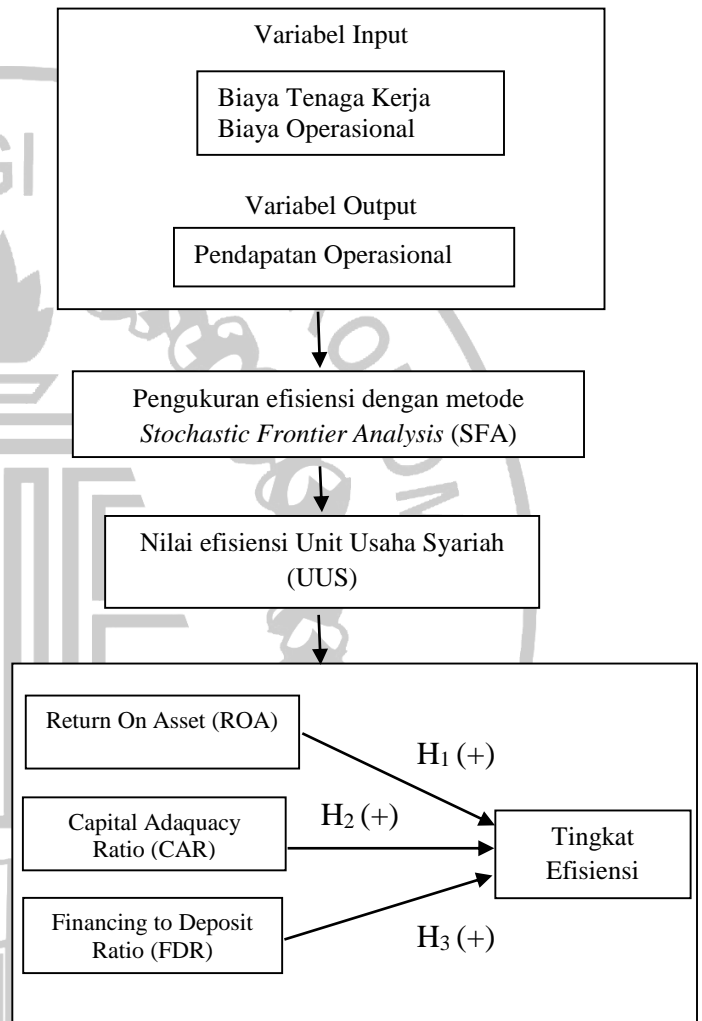 Variabel Input
Biaya Tenaga Kerja
Biaya Operasional
Variabel Output
Pendapatan Operasional
Pengukuran efisiensi dengan metode
Stochastic Frontier Analysis (SFA)
Nilai efisiensi Unit Usaha Syariah
(UUS)
Return On Asset (ROA)
H1 (+)
Capital Adaquacy
Ratio (CAR)
H2 (+)
Tingkat
Efisiensi
Financing to Deposit
Ratio (FDR)
H3 (+)